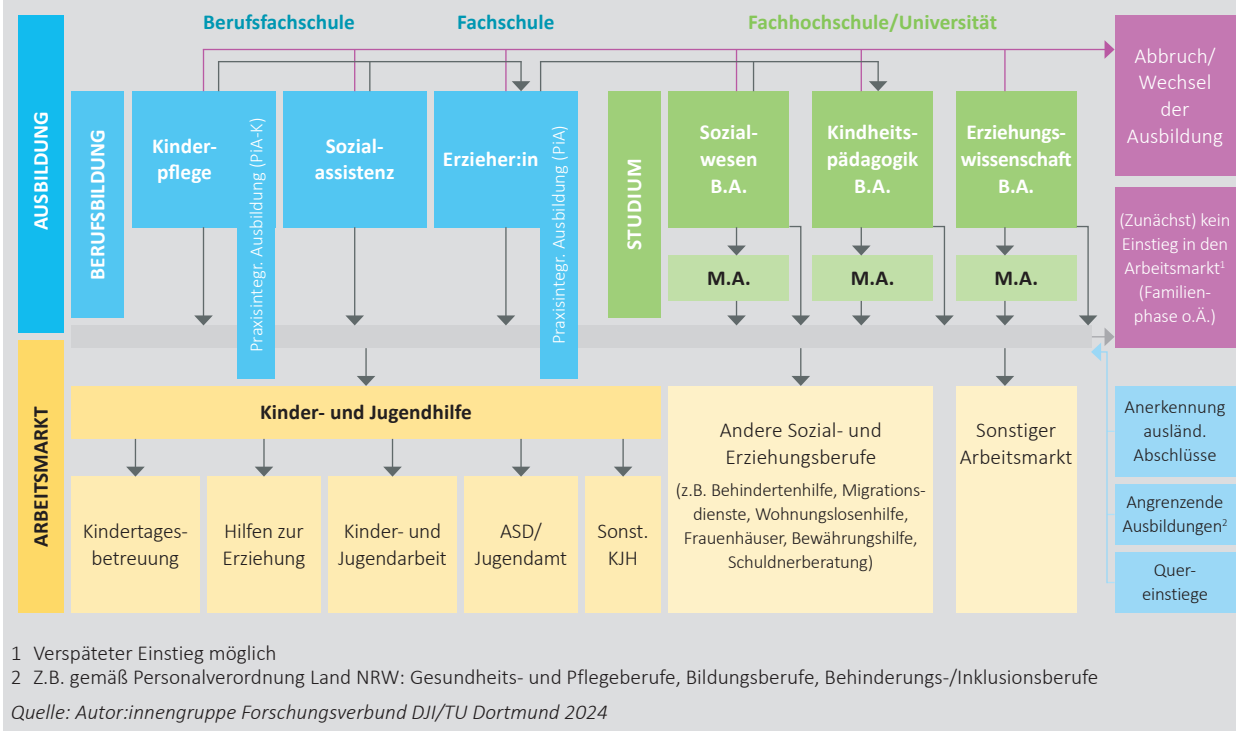 Berufsfachschule
Fachschule
Fachhochschule/Universität
AUSBILDUNG
BERUFSBILDUNG
Kinder-
pflege
Praxisintegr. Ausbildung (PiA-K)
Sozial-
assistenz
Erzieher:in
Praxisintegr. Ausbildung (PiA)
STUDIUM
Sozial-
wesen
B.A.
Kindheits-
pädagogik
B.A.
Erziehungs-
wissenschaft
B.A.
M.A.
M.A.
M.A.
Abbruch/
Wechsel
der
Ausbildung
(Zunächst) kein
Einstieg in den
Arbeitsmarkt¹
(Familien-
phase o.Ä.)
ARBEITSMARKT
Kinder- und Jugendhilfe
Kindertages-
betreuung
Hilfen zur
Erziehung
Kinder- und
Jugendarbeit
ASD/
Jugendamt
Sonst.
KJH
Andere Sozial- und
Erziehungsberufe
(z.B. Behindertenhilfe, Migrations-
dienste, Wohnungslosenhilfe,
Frauenhäuser, Bewährungshilfe,
Schuldnerberatung)
Sonstiger
Arbeitsmarkt
Anerkennung
ausländ.
Abschlüsse
Angrenzende
Ausbildungen²
Quer-
einstiege
1 Verspäteter Einstieg möglich
2 Z.B. gemäß Personalverordnung Land NRW: Gesundheits- und Pflegeberufe, Bildungsberufe, Behinderungs-/Inklusionsberufe
Quelle: Autor:innengruppe Forschungsverbund DJI/TU Dortmund 2024